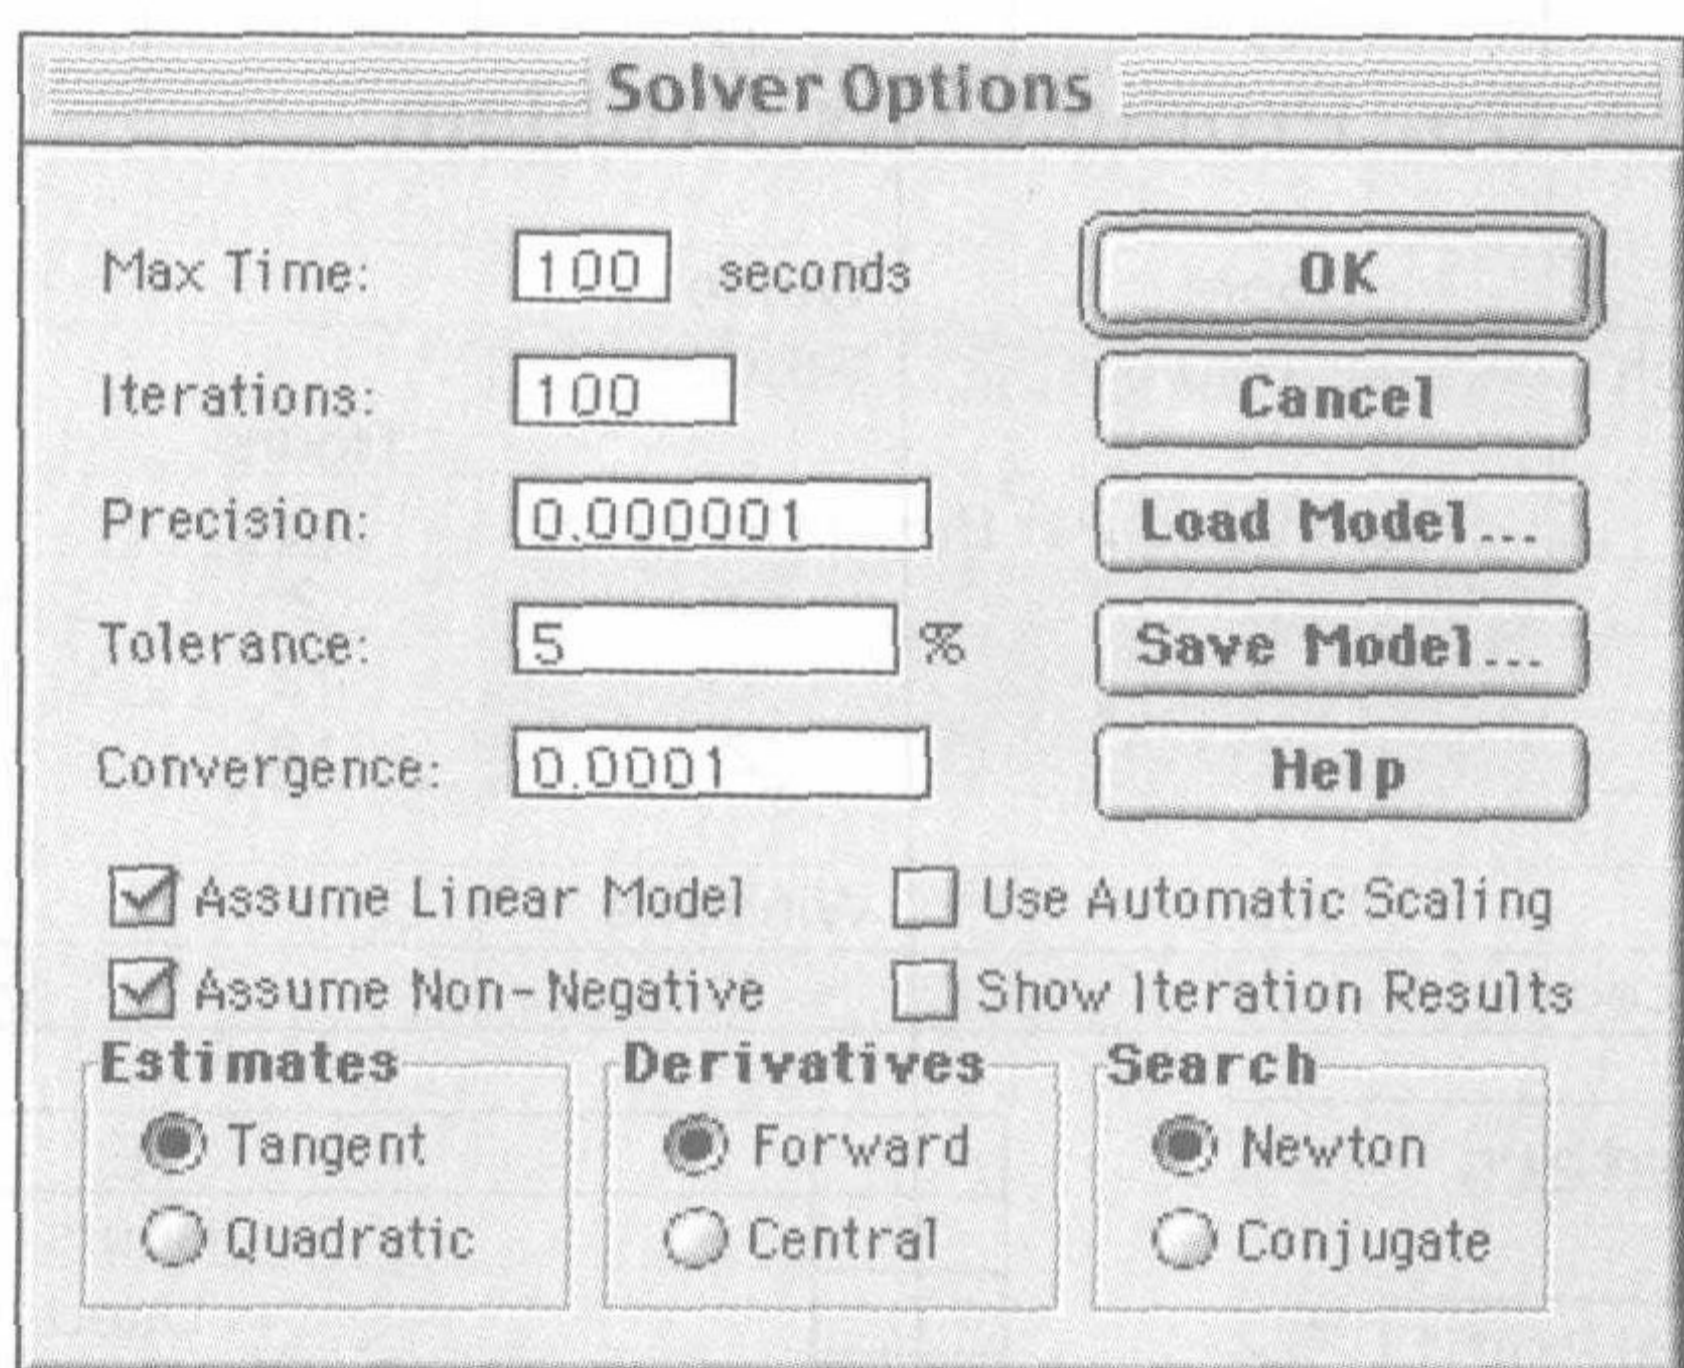 Solver Options
Max Time: 100 seconds OK
Iterations: 100 Cancel
Precision: 0.000001 Load Model...
Tolerance: 5 % Save Model...
Convergence: 0.0001 Help
Assume Linear Model Use Automatic Scaling
Assume Non-Negative Show Iteration Results
Estimates Derivatives Search
Tangent Forward Newton
Quadratic Central Conjugate